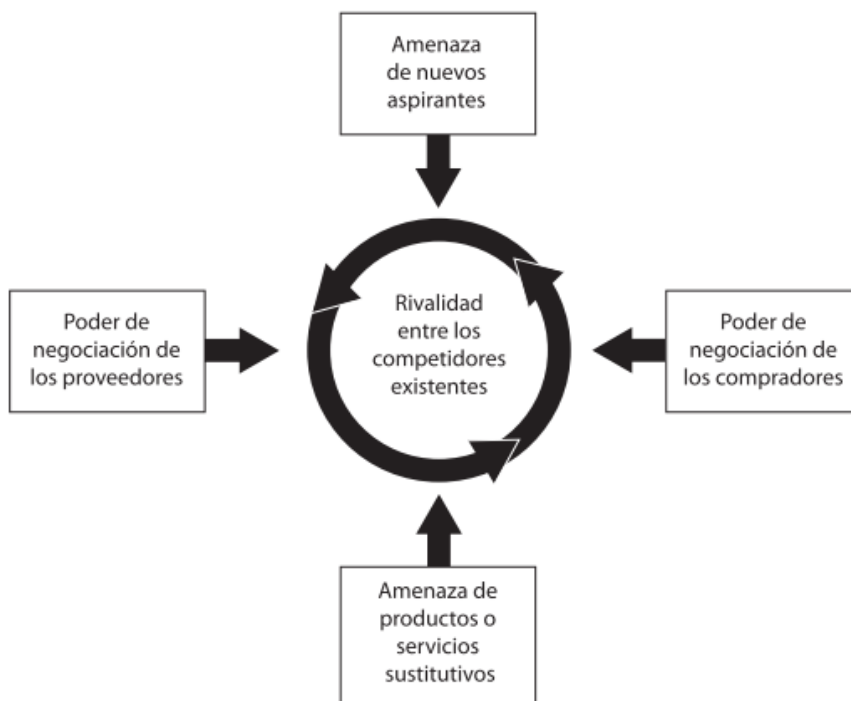 Amenaza
de nuevos
aspirantes
Poder de
negociación de
los proveedores
Rivalidad
entre los
competidores
existentes
Poder de
negociación de
los compradores
Amenaza de
productos o
servicios
sustitutivos